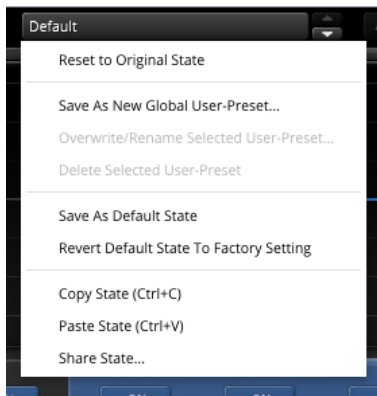 Default
Reset to Original State
Save As New Global User-Preset...
Overwrite/Rename Selected User-Preset...
Delete Selected User-Preset
Save As Default State
Revert Default State To Factory Setting
Copy State (Ctrl+C)
Paste State (Ctrl+V)
Share State...